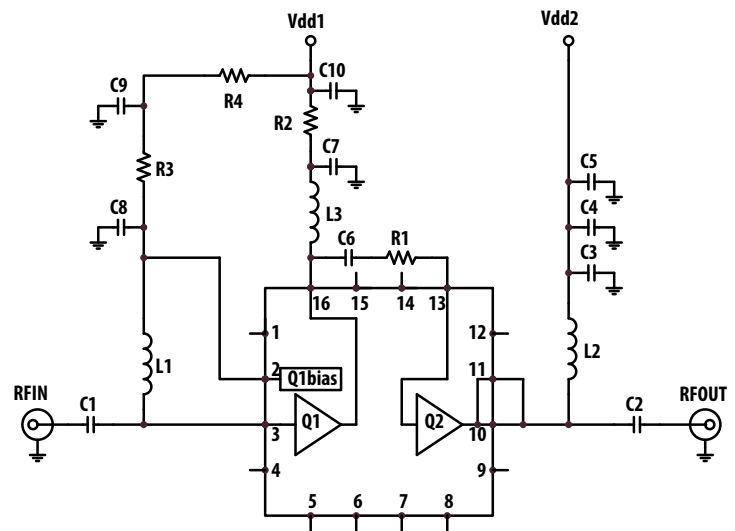 Vdd1
Vdd2
C9
C10
R4
R2
C7
R3
C5
C8
L3
C4
C6
R1
C3
16
15
14
13
1
12
L1
2
Q1bias
11
L2
RFIN
C1
Q1
Q2
C2
RFOUT
3
10
4
9
5
6
7
8